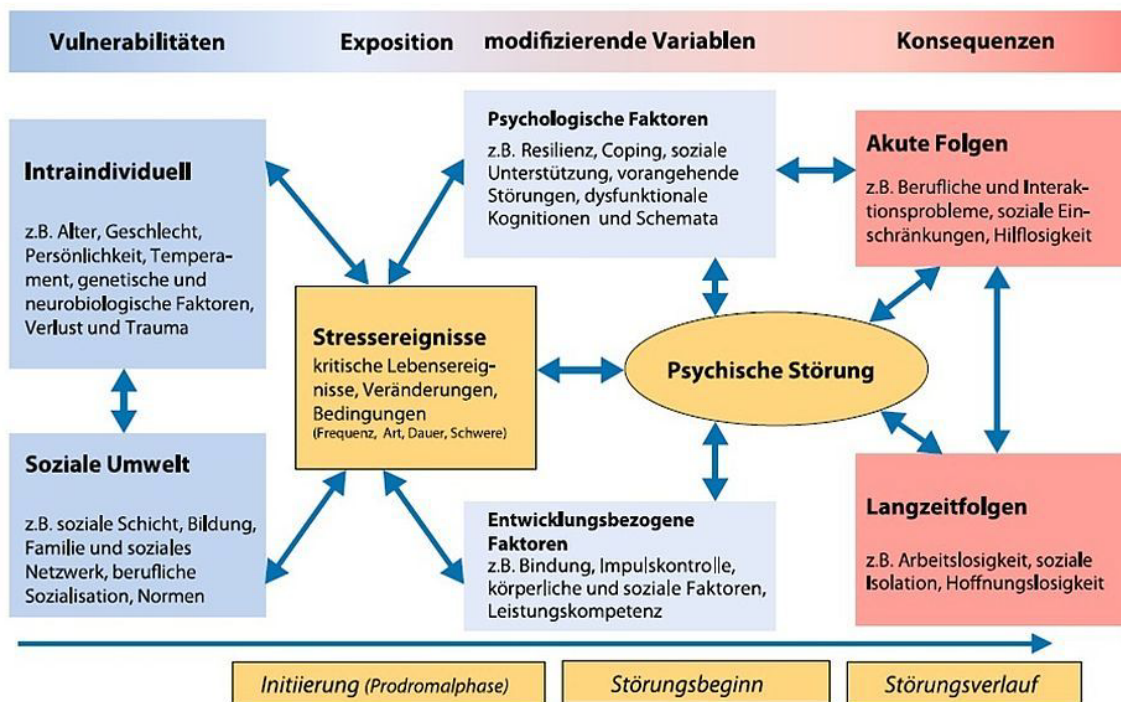 Vulnerabilitäten
Exposition
modifizierende Variablen
Konsequenzen
Intraindividuell
z.B. Alter, Geschlecht,
Persönlichkeit, Tempera-
ment, genetische und
neurobiologische Faktoren,
Verlust und Trauma
Soziale Umwelt
z.B. soziale Schicht, Bildung,
Familie und soziales
Netzwerk, berufliche
Sozialisation, Normen
Stressereignisse
kritische Lebensereig-
nisse, Veränderungen,
Bedingungen
(Frequenz, Art, Dauer, Schwere)
Psychologische Faktoren
z.B. Resilienz, Coping, soziale
Unterstützung, vorangehende
Störungen, dysfunktionale
Kognitionen und Schemata
Psychische Störung
Entwicklungsbezogene
Faktoren
z.B. Bindung, Impulskontrolle,
körperliche und soziale Faktoren,
Leistungskompetenz
Akute Folgen
z.B. Berufliche und Interak-
tionsprobleme, soziale Ein-
schränkungen, Hilflosigkeit
Langzeitfolgen
z.B. Arbeitslosigkeit, soziale
Isolation, Hoffnungslosigkeit
Initiierung (Prodromalphase)
Störungsbeginn
Störungsverlauf